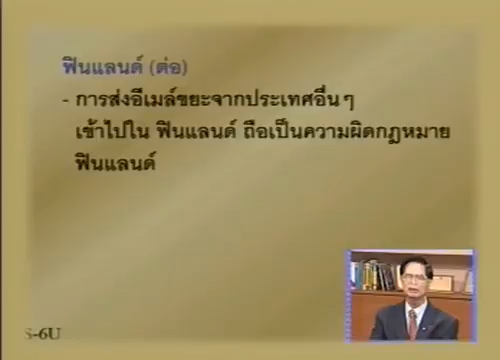 ฟินแลนด์ (ต่อ)
- การส่งอีเมล์ขยะจากประเทศอื่น ๆ
เข้าไปใน ฟินแลนด์ ถือเป็นความผิดกฎหมาย
ฟินแลนด์
S-6U